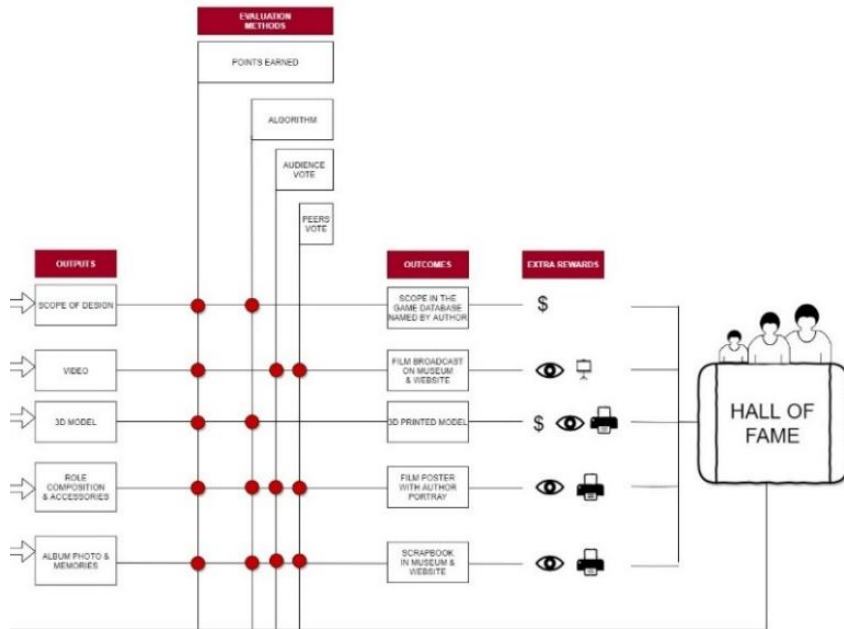 EVALUATION
METHODS
POINTS EARNED
ALGORITHM
AUDIENCE
VOTE
PEERS
VOTE
OUTPUTS
OUTCOMES
EXTRA REWARDS
SCOPE OF DESIGN
SCOPE IN THE
GAME DATABASE
NAMED BY AUTHOR
$
VIDEO
FILM BROADCAST
ON MUSEUM
& WEBSITE
3D MODEL
3D PRINTED MODEL
$
HALL OF
FAME
ROLE
COMPOSITION
& ACCESSORIES
FILM POSTER
WITH AUTHOR
PORTRAY
ALBUM PHOTO &
MEMORIES
SCRAPBOOK
IN MUSEUM &
WEBSITE